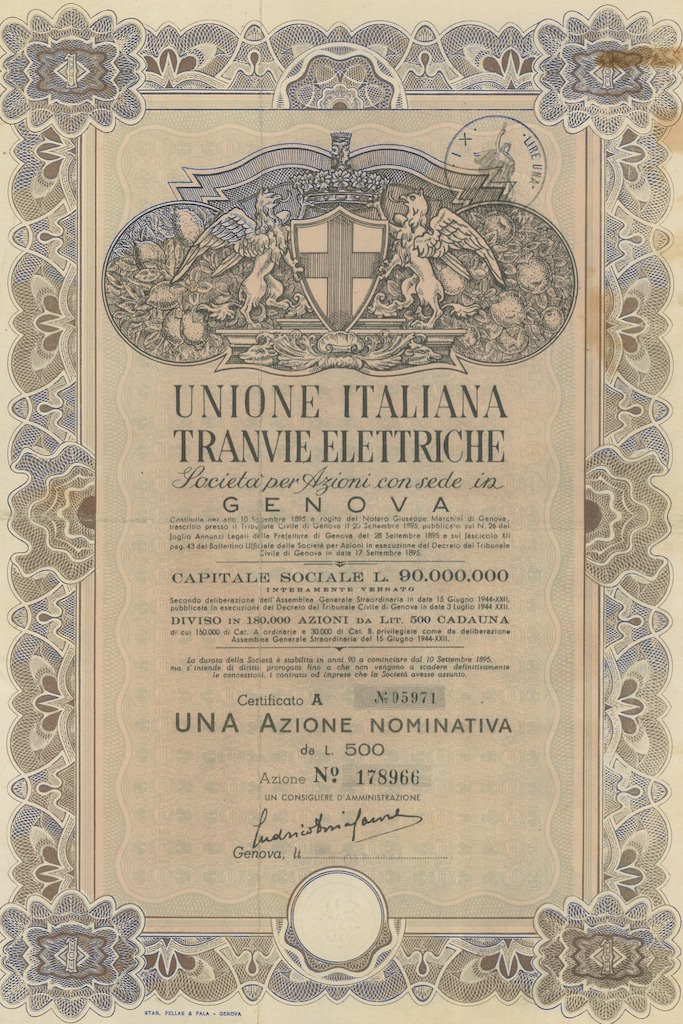 1
1
IX · LIRE UNA ·
UNIONE ITALIANA
TRANVIE ELETTRICHE
Società per Azioni con sede in
GENOVA
Costituita per atto 10 Settembre 1895 a rogito del Notaro Giuseppe Marchini di Genova,
trascritto presso il Tribunale Civile di Genova il 25 Settembre 1895, pubblicato sul N. 26 del
foglio Annunzi Legali della Prefettura di Genova del 28 Settembre 1895 e sul fascicolo XII
pag. 43 del Bollettino Ufficiale delle Società per Azioni in esecuzione del Decreto del Tribunale
Civile di Genova in data 17 Settembre 1895.
CAPITALE SOCIALE L. 90.000.000
INTERAMENTE VERSATO
Secondo deliberazione dell'Assemblea Generale Straordinaria in data 15 Giugno 1944-XXII,
pubblicata in esecuzione del Decreto del Tribunale Civile di Genova in data 3 Luglio 1944 XXII.
DIVISO IN 180.000 AZIONI DA LIT. 500 CADAUNA
di cui 150.000 di Cat. A ordinarie e 30.000 di Cat. B. privilegiate come da deliberazione
Assemblea Generale Straordinaria del 15 Giugno 1944-XXII.
La durata della Società è stabilita in anni 90 a cominciare dal 10 Settembre 1895,
ma s'intende di diritto prorogata fino a che non vengano a scadere definitivamente
le concessioni, i contratti od imprese che la Società avesse assunto.
Certificato A № 05971
UNA AZIONE NOMINATIVA
da L. 500
Azione Nº 178966
UN CONSIGLIERE D'AMMINISTRAZIONE
Genova, lì
1
1
STAB. PELLAS & PALA - GENOVA